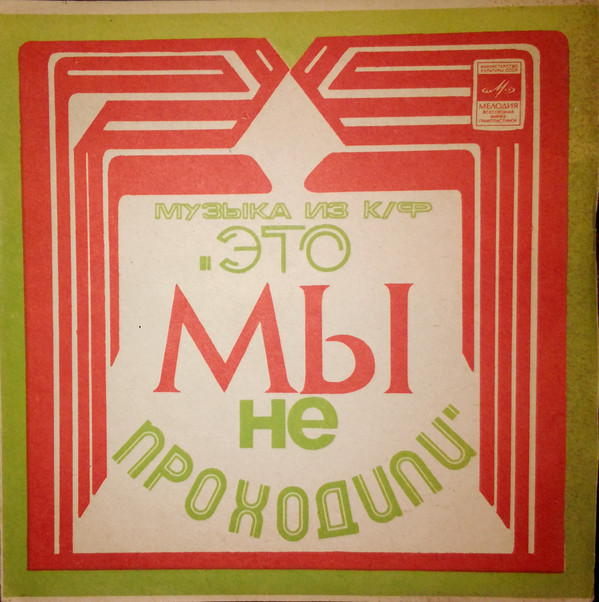 МИНИСТЕРСТВО
КУЛЬТУРЫ СССР
МЕЛОДИЯ
ВСЕСОЮЗНАЯ
ФИРМА
ГРАМПЛАСТИНОК
МУЗЫКА ИЗ К/Ф
„ЭТО
МЫ
не
ПРОХОДИЛИ"